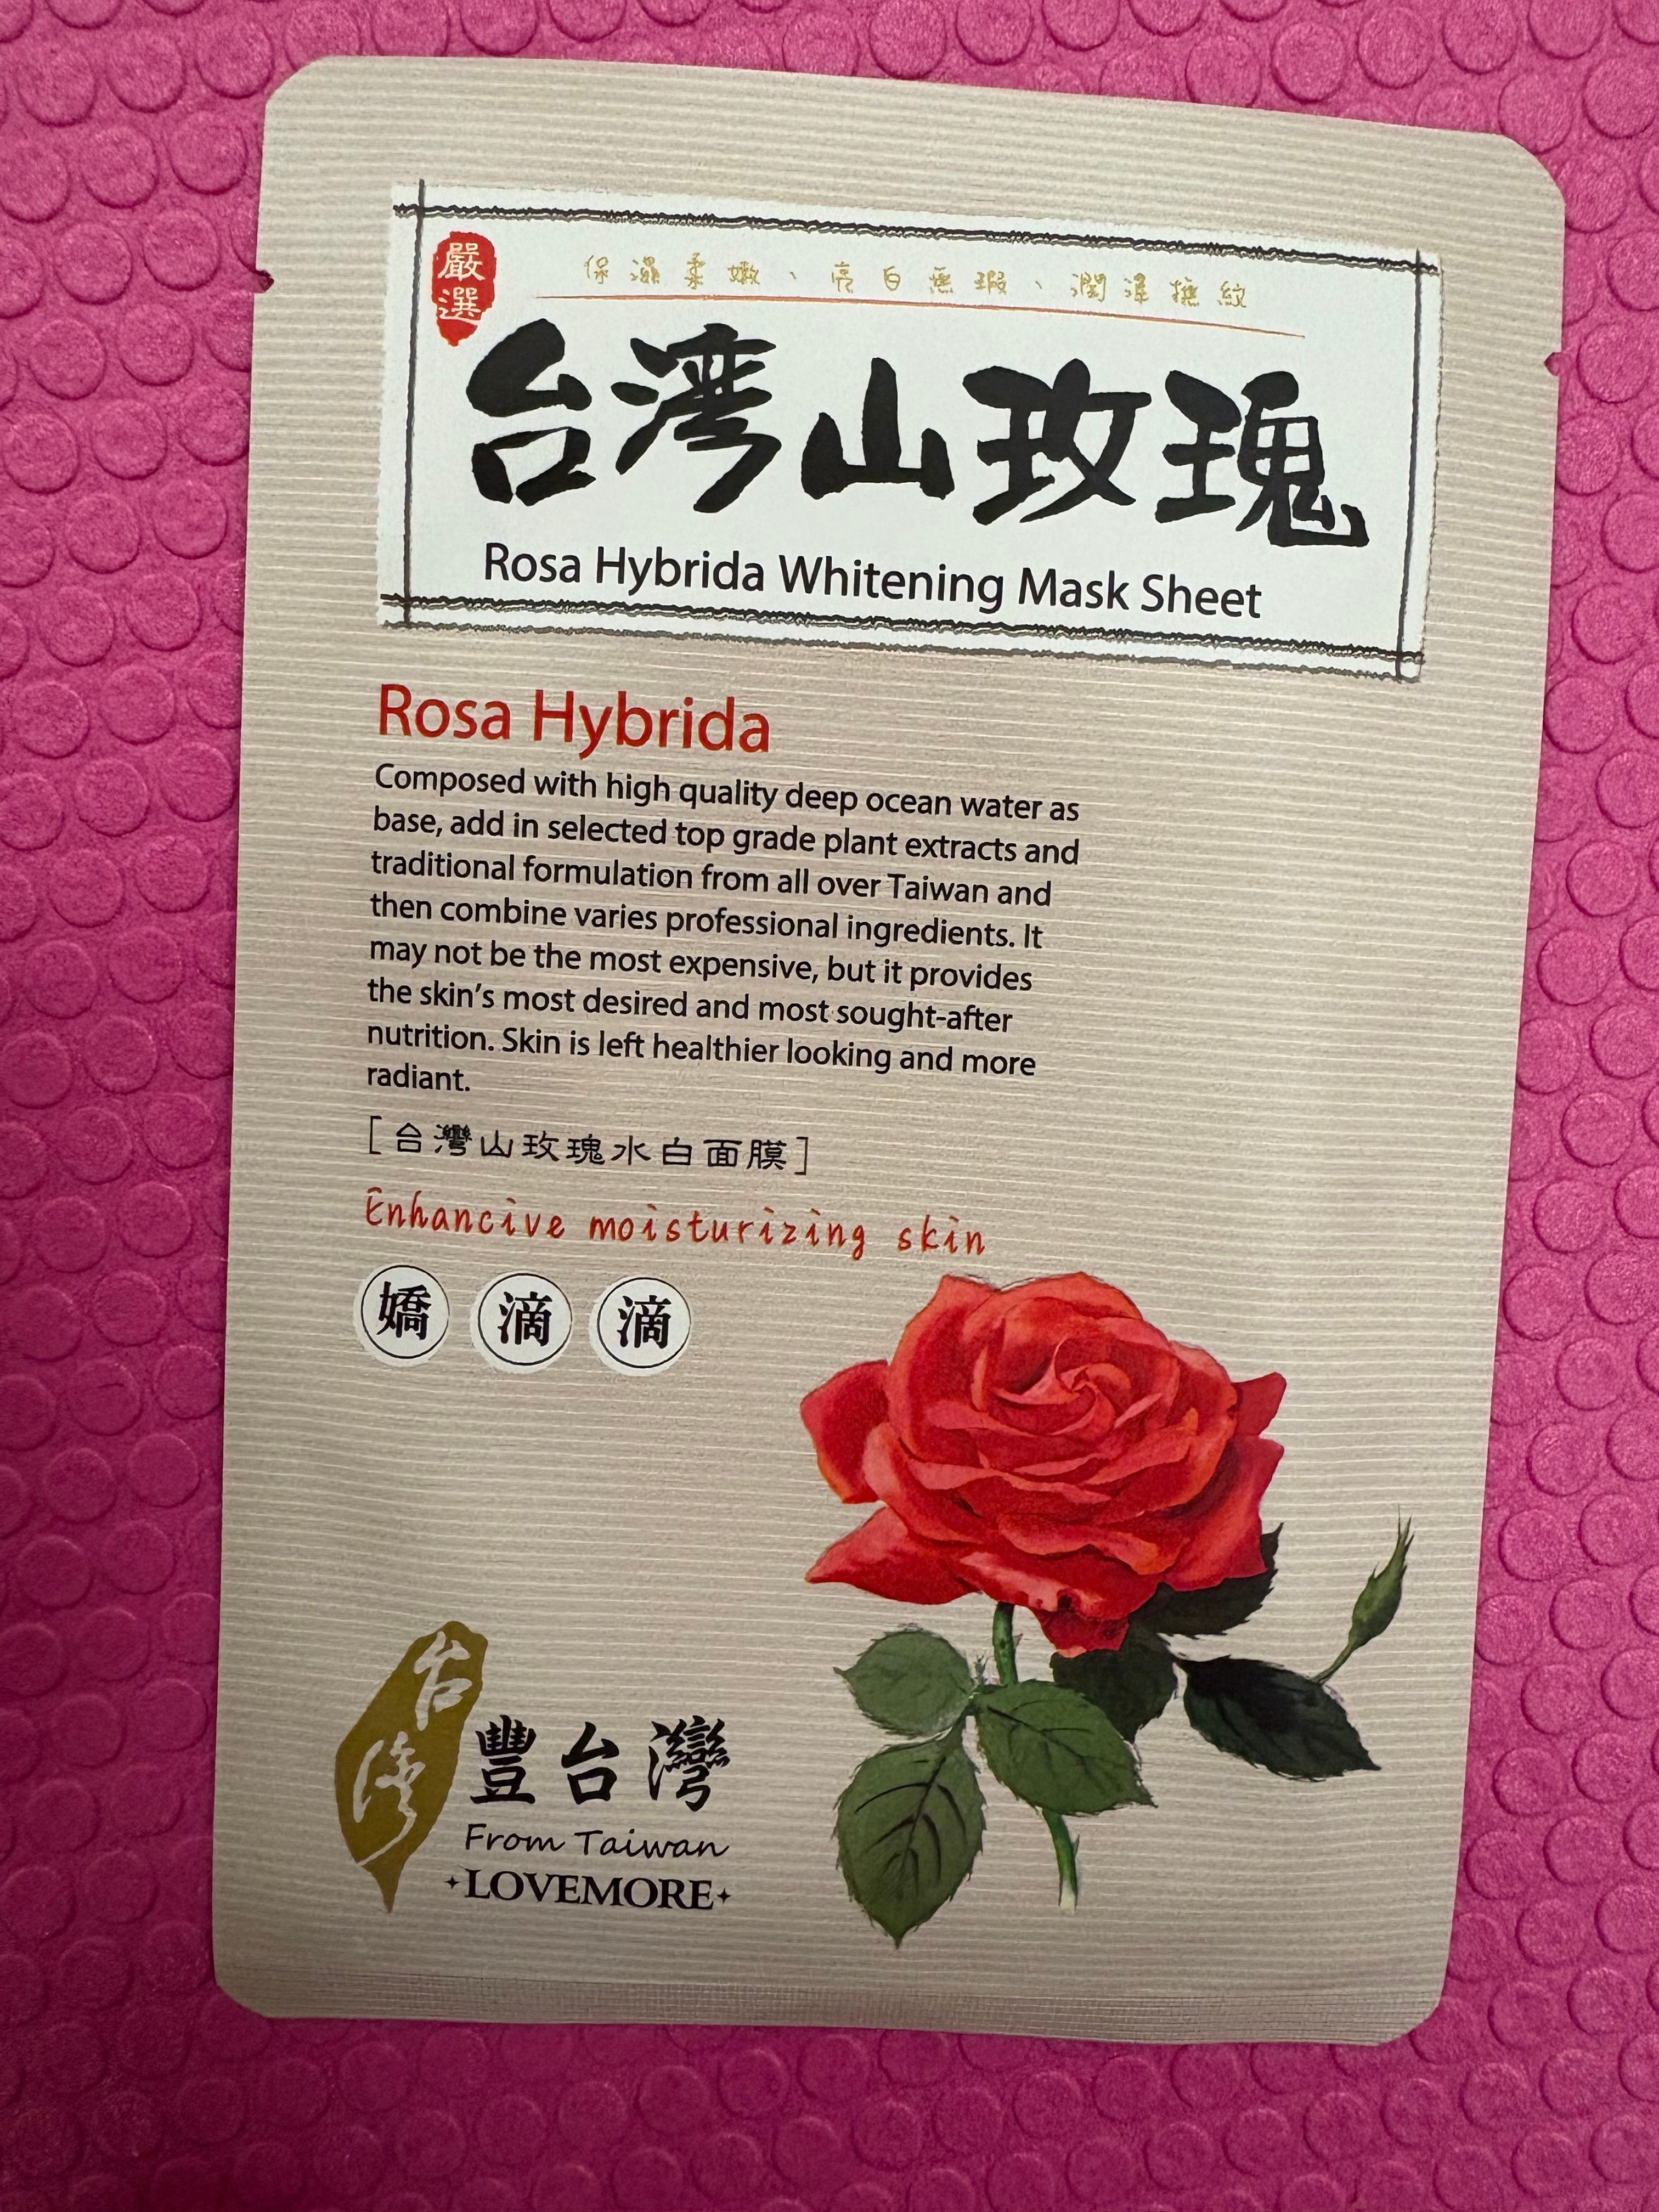 嚴選
保濕柔嫩、亮白無瑕、潤澤撫紋
台湾山玫瑰
Rosa Hybrida Whitening Mask Sheet
Rosa Hybrida
Composed with high quality deep ocean water as
base, add in selected top grade plant extracts and
traditional formulation from all over Taiwan and
then combine varies professional ingredients. It
may not be the most expensive, but it provides
the skin's most desired and most sought-after
nutrition. Skin is left healthier looking and more
radiant.
[台灣山玫瑰水白面膜]
Enhancive moisturizing skin
嬌滴滴
台湾
豐台灣
From Taiwan
LOVEMORE